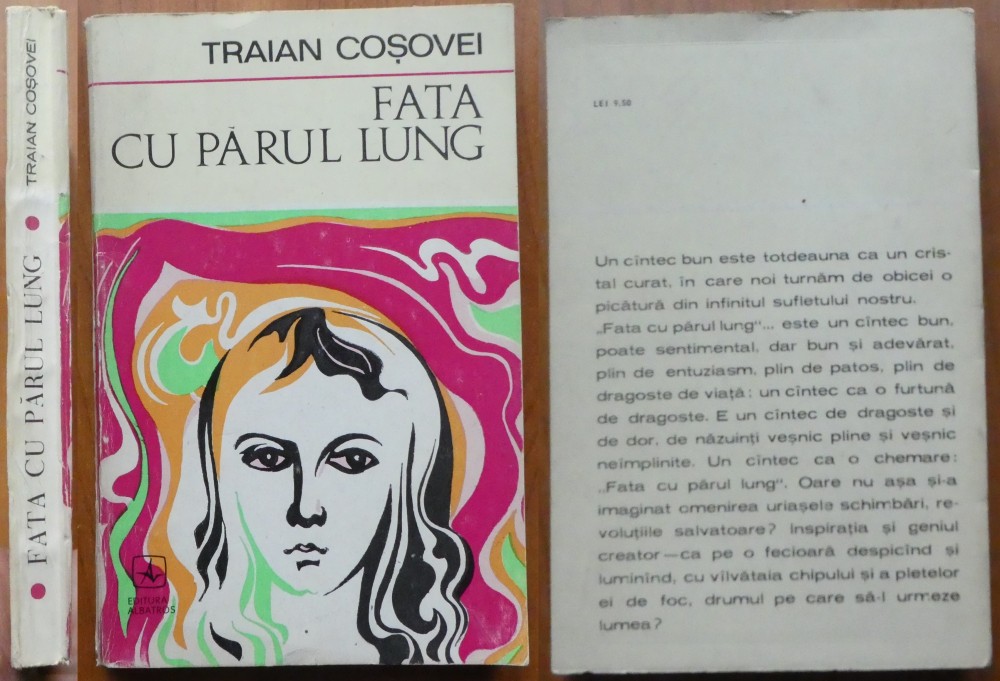 FATA CU PĂRUL LUNG • TRAIAN COȘOVEI
TRAIAN COȘOVEI
FATA
CU PĂRUL LUNG
EDITURA
ALBATROS
LEI 9,50
Un cîntec bun este totdeauna ca un cris-
tal curat, în care noi turnăm de obicei o
picătură din infinitul sufletului nostru.
„Fata cu părul lung"... este un cîntec bun,
poate sentimental, dar bun și adevărat,
plin de entuziasm, plin de patos, plin de
dragoste de viață; un cîntec ca o furtună
de dragoste. E un cîntec de dragoste și
de dor, de năzuinți veșnic pline și veșnic
neîmplinite. Un cîntec ca o chemare:
„Fata cu părul lung". Oare nu așa și-a
imaginat omenirea uriașele schimbări, re-
voluțiile salvatoare? Inspirația și geniul
creator — ca pe o fecioară despicînd și
luminînd, cu vîlvătaia chipului și a pletelor
ei de foc, drumul pe care să-l urmeze
lumea?